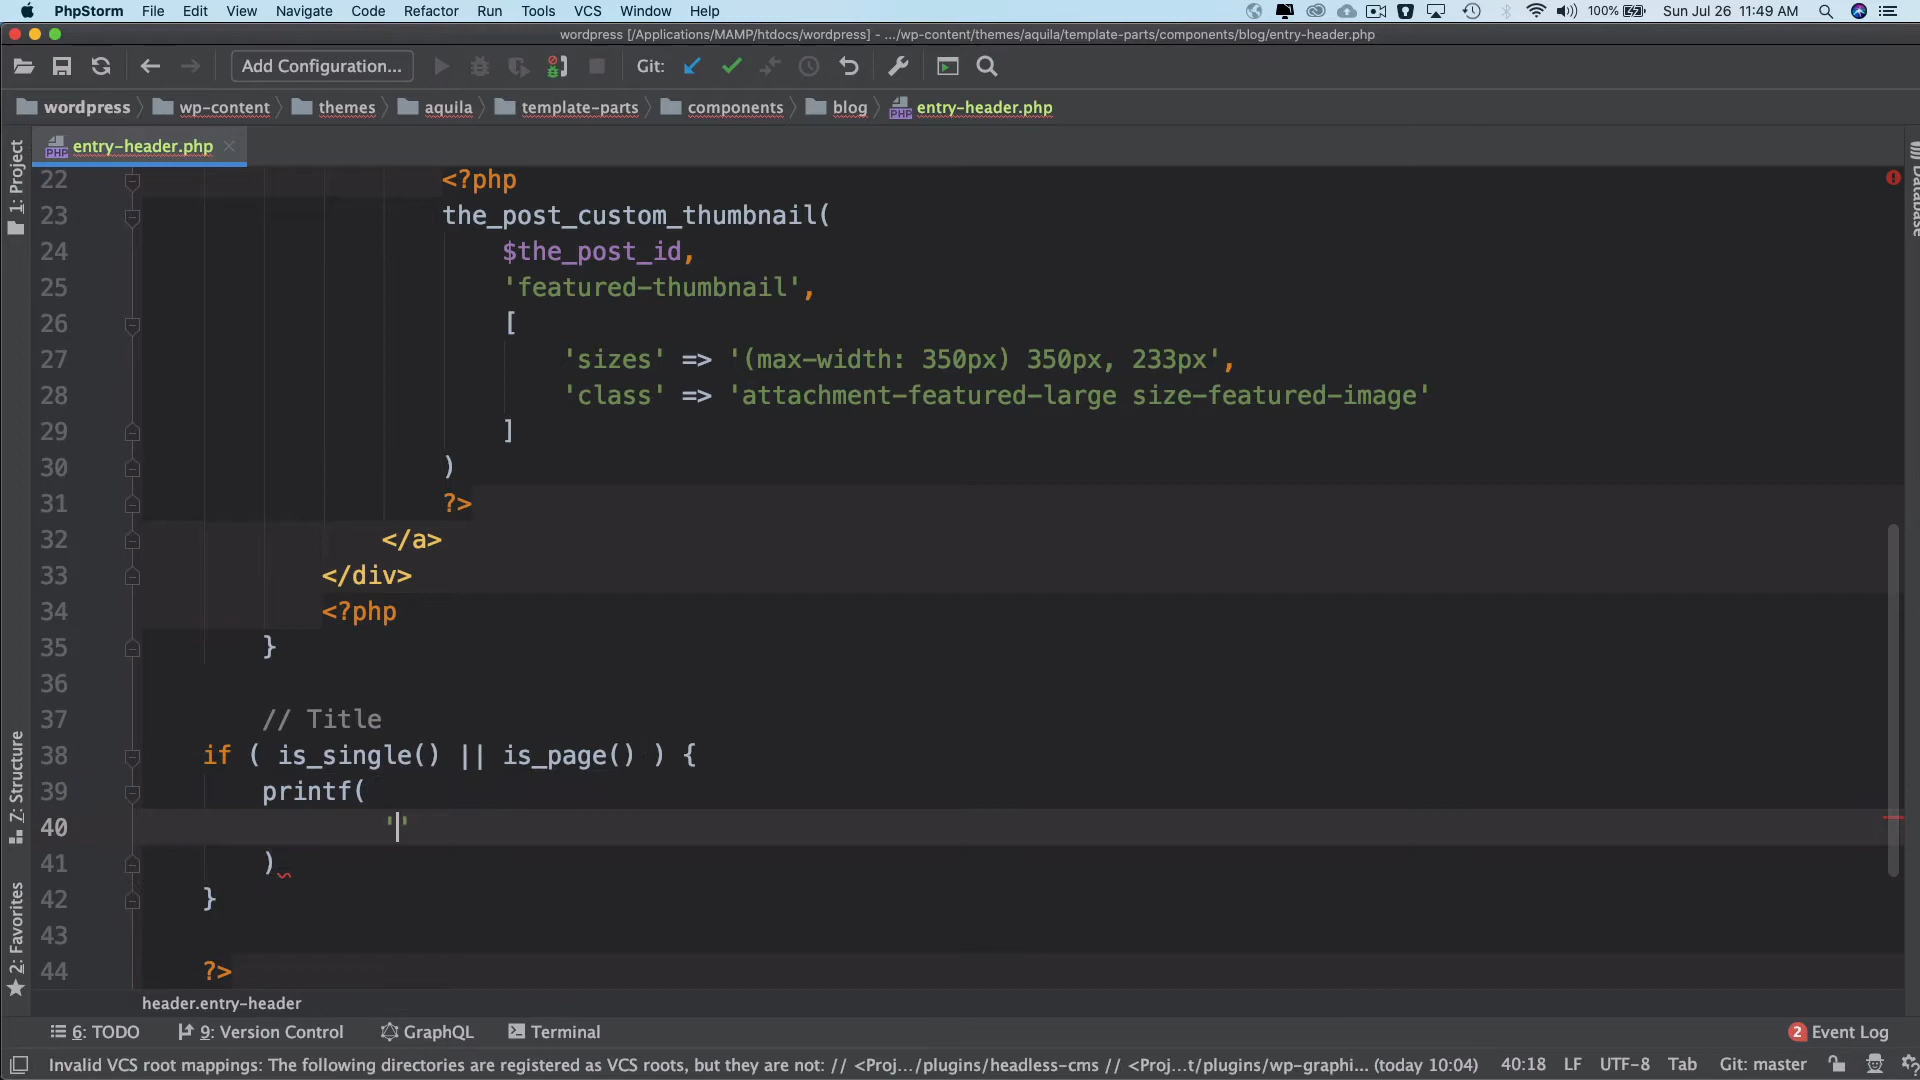 PhpStorm File Edit View Navigate Code Refactor Run Tools VCS Window Help 100% Sun Jul 26 11:49 AM
wordpress [/Applications/MAMP/htdocs/wordpress] - .../wp-content/themes/aquila/template-parts/components/blog/entry-header.php
Add Configuration... Git:
wordpress wp-content themes aquila template-parts components blog entry-header.php
entry-header.php
1: Project
Database
22 <?php
23 the_post_custom_thumbnail(
24 $the_post_id,
25 'featured-thumbnail',
26 [
27 'sizes' => '(max-width: 350px) 350px, 233px',
28 'class' => 'attachment-featured-large size-featured-image'
29 ]
30 )
31 ?>
32 </a>
33 </div>
34 <?php
35 }
36
37 // Title
38 if ( is_single() || is_page() ) {
39 printf(
40 ''
41 )
42 }
43
44 ?>
7: Structure
2: Favorites
header.entry-header
6: TODO 9: Version Control GraphQL Terminal 2 Event Log
Invalid VCS root mappings: The following directories are registered as VCS roots, but they are not: // <Proj.../plugins/headless-cms // <Proj...t/plugins/wp-graphi... (today 10:04) 40:18 LF UTF-8 Tab Git: master